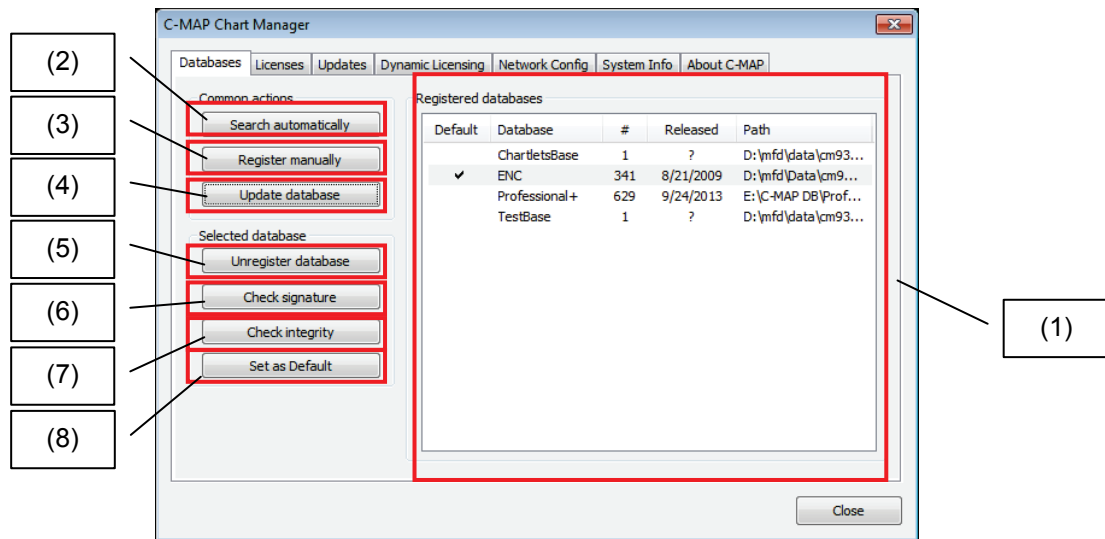 C-MAP Chart Manager
Databases Licenses Updates Dynamic Licensing Network Config System Info About C-MAP
Common actions
Search automatically
Register manually
Update database
Selected database
Unregister database
Check signature
Check integrity
Set as Default
Registered databases
Default Database # Released Path
ChartletsBase 1 ? D:\mfd\data\cm93...
ENC 341 8/21/2009 D:\mfd\Data\cm9...
Professional+ 629 9/24/2013 E:\C-MAP DB\Prof...
TestBase 1 ? D:\mfd\data\cm93...
Close
(2)
(3)
(4)
(5)
(6)
(7)
(8)
(1)